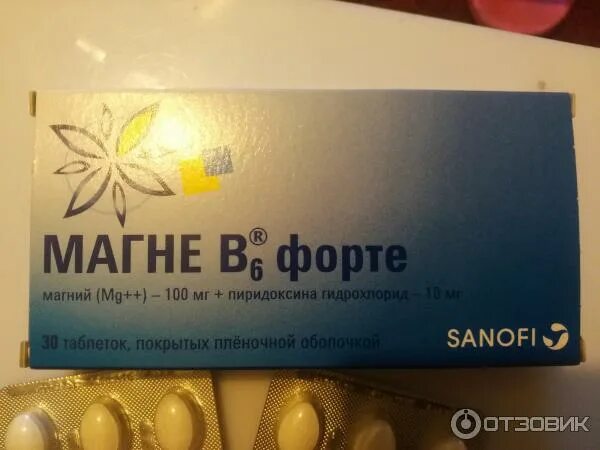 МАГНЕ В6® форте
магний (Mg++) – 100 мг + пиридоксина гидрохлорид – 10 мг
30 таблеток, покрытых плёночной оболочкой
SANOFI
ОТЗОВИК